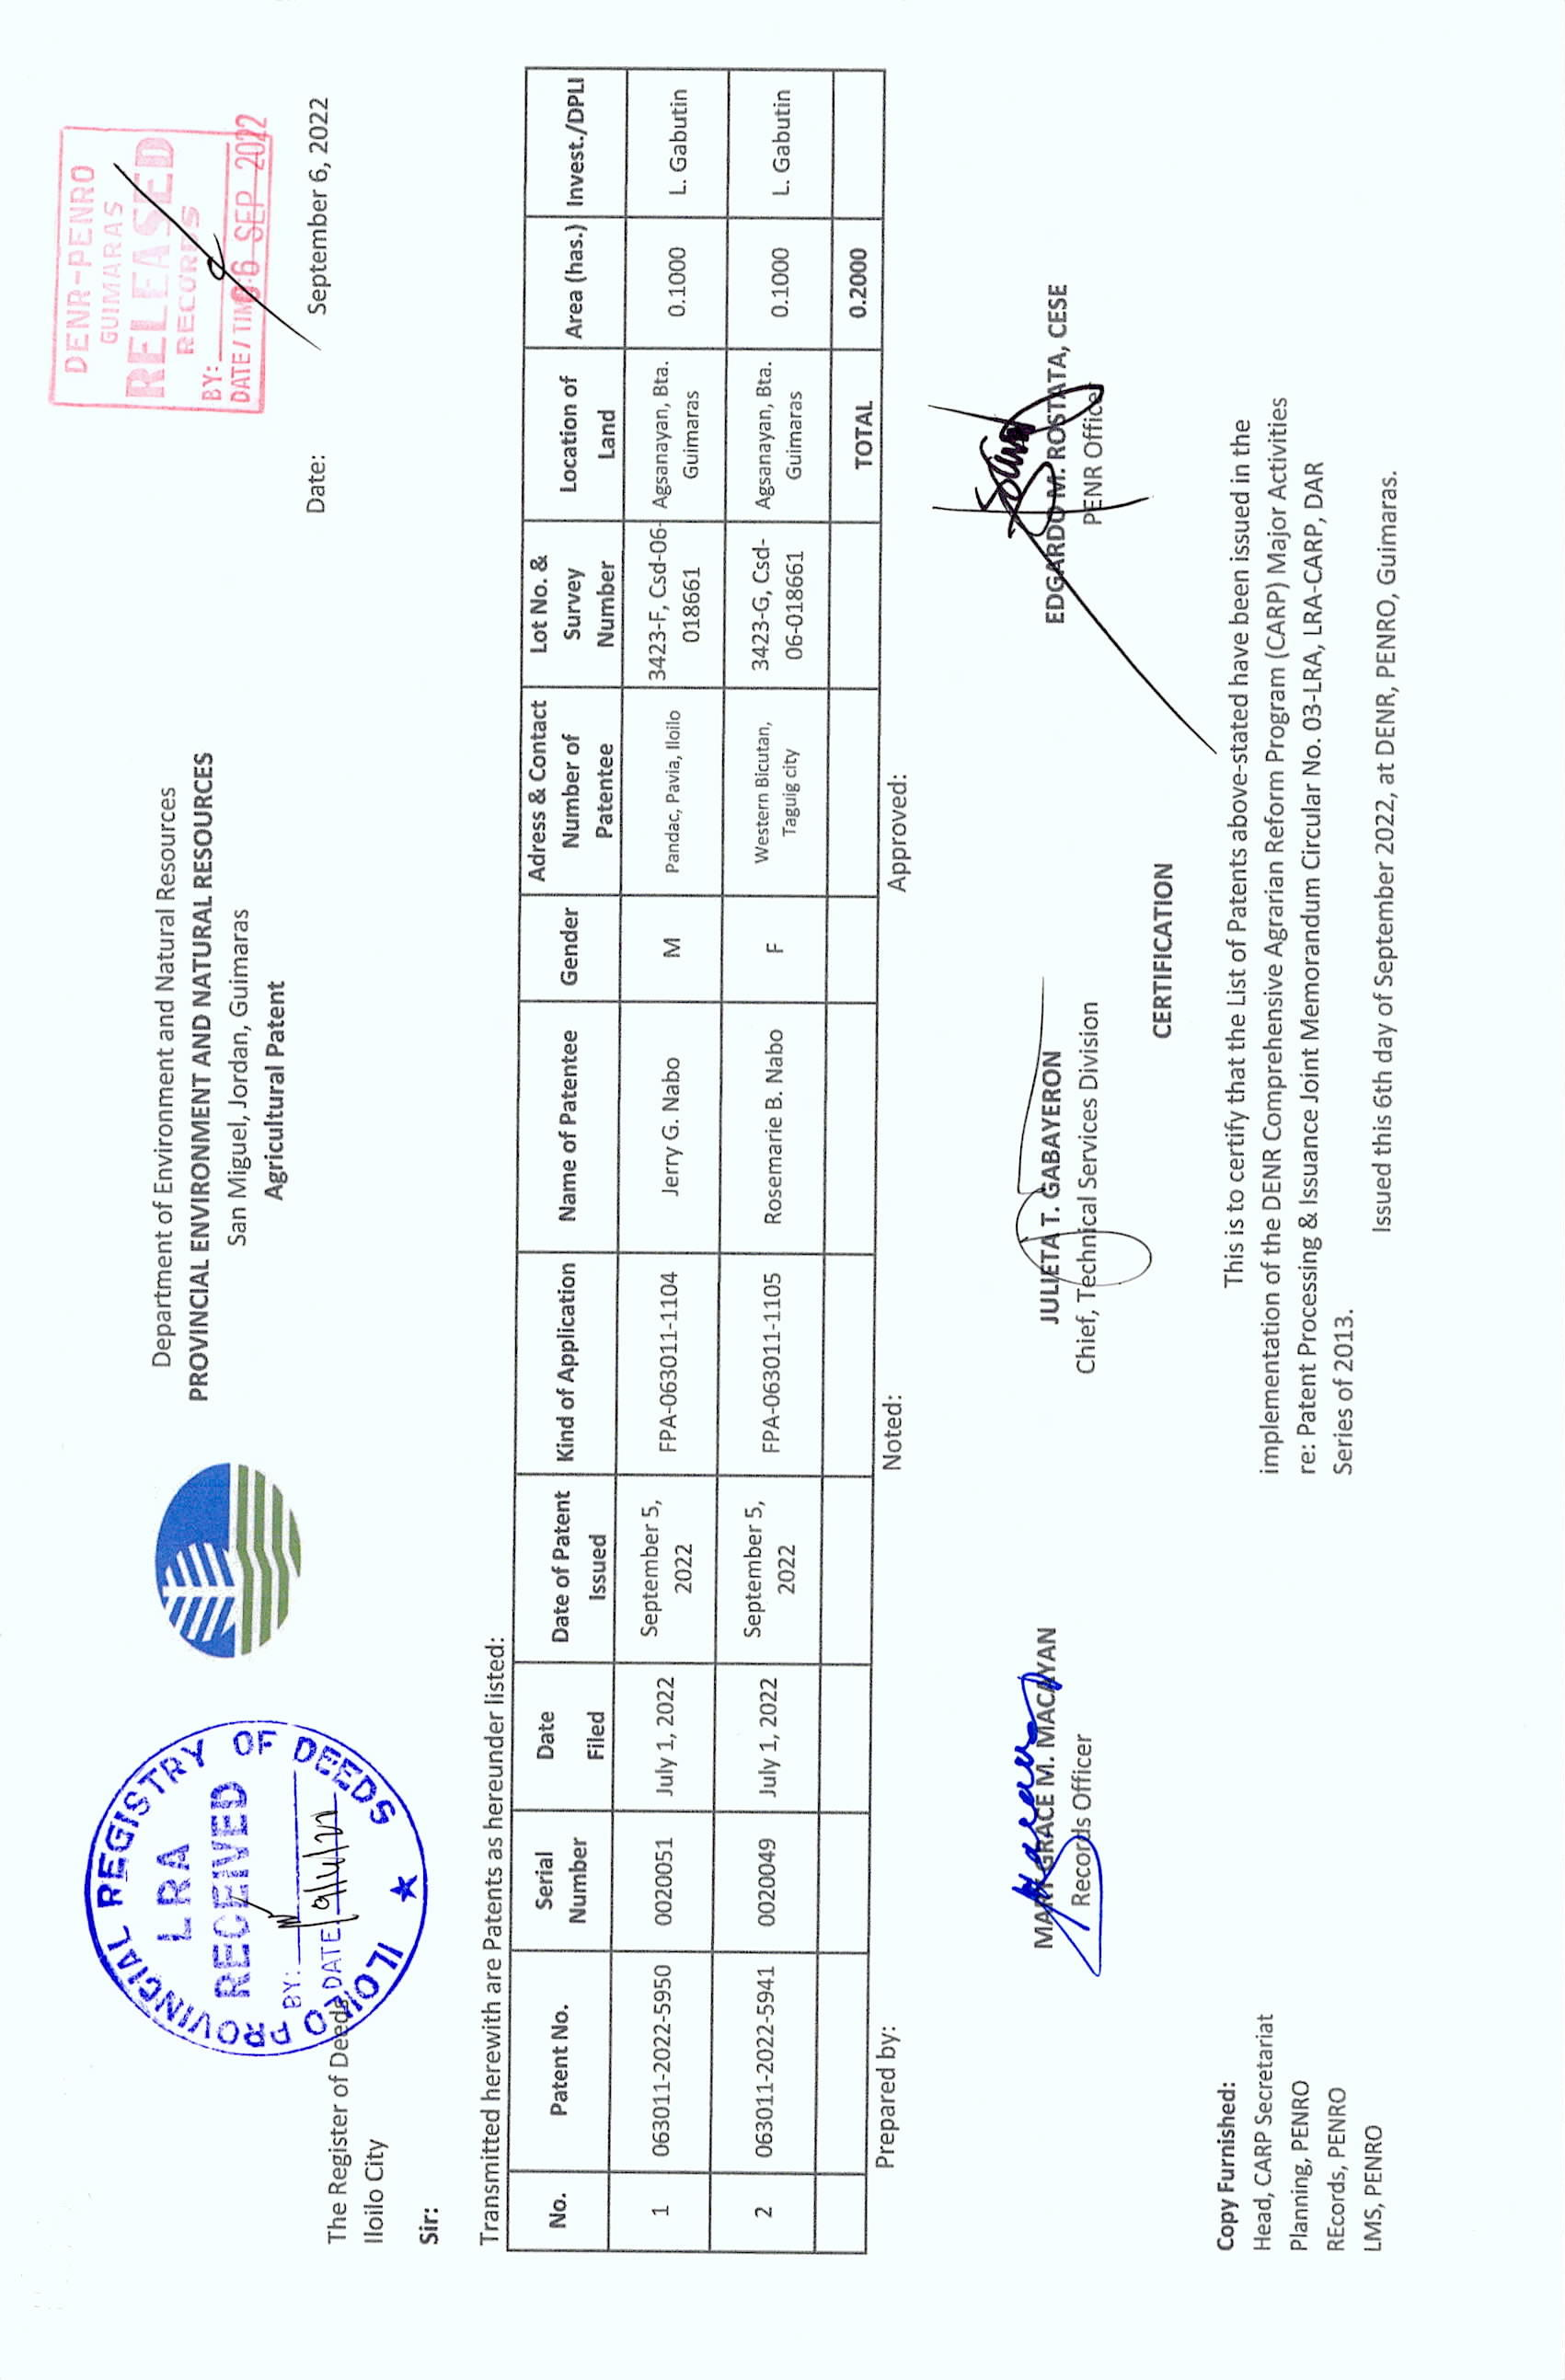 DENR-PENRO
GUIMARAS
RELEASED
RECORDS
BY:
DATE/TIME 06 SEP 2022
ILOILO PROVINCIAL REGISTRY OF DEEDS
LRA
RECEIVED
BY:
DATE:
Department of Environment and Natural Resources
PROVINCIAL ENVIRONMENT AND NATURAL RESOURCES
San Miguel, Jordan, Guimaras
Agricultural Patent
Date: September 6, 2022
The Register of Deeds
Iloilo City
Sir:
Transmitted herewith are Patents as hereunder listed:
No. Patent No. Serial Number Date Filed Date of Patent Issued Kind of Application Name of Patentee Gender Adress & Contact Number of Patentee Lot No. & Survey Number Location of Land Area (has.) Invest./DPLI
1 063011-2022-5950 0020051 July 1, 2022 September 5, 2022 FPA-063011-1104 Jerry G. Nabo M Pandac, Pavia, Iloilo 3423-F, Csd-06-018661 Agsanayan, Bta. Guimaras 0.1000 L. Gabutin
2 063011-2022-5941 0020049 July 1, 2022 September 5, 2022 FPA-063011-1105 Rosemarie B. Nabo F Western Bicutan, Taguig city 3423-G, Csd-06-018661 Agsanayan, Bta. Guimaras 0.1000 L. Gabutin
TOTAL 0.2000
Prepared by: Noted: Approved:
GRACE M. MACAYAN
Records Officer
JULIETA T. GABAYERON
Chief, Technical Services Division
EDGARDO M. ROSTATA, CESE
PENR Officer
CERTIFICATION
This is to certify that the List of Patents above-stated have been issued in the
implementation of the DENR Comprehensive Agrarian Reform Program (CARP) Major Activities
re: Patent Processing & Issuance Joint Memorandum Circular No. 03-LRA, LRA-CARP, DAR
Series of 2013.
Issued this 6th day of September 2022, at DENR, PENRO, Guimaras.
Copy Furnished:
Head, CARP Secretariat
Planning, PENRO
REcords, PENRO
LMS, PENRO